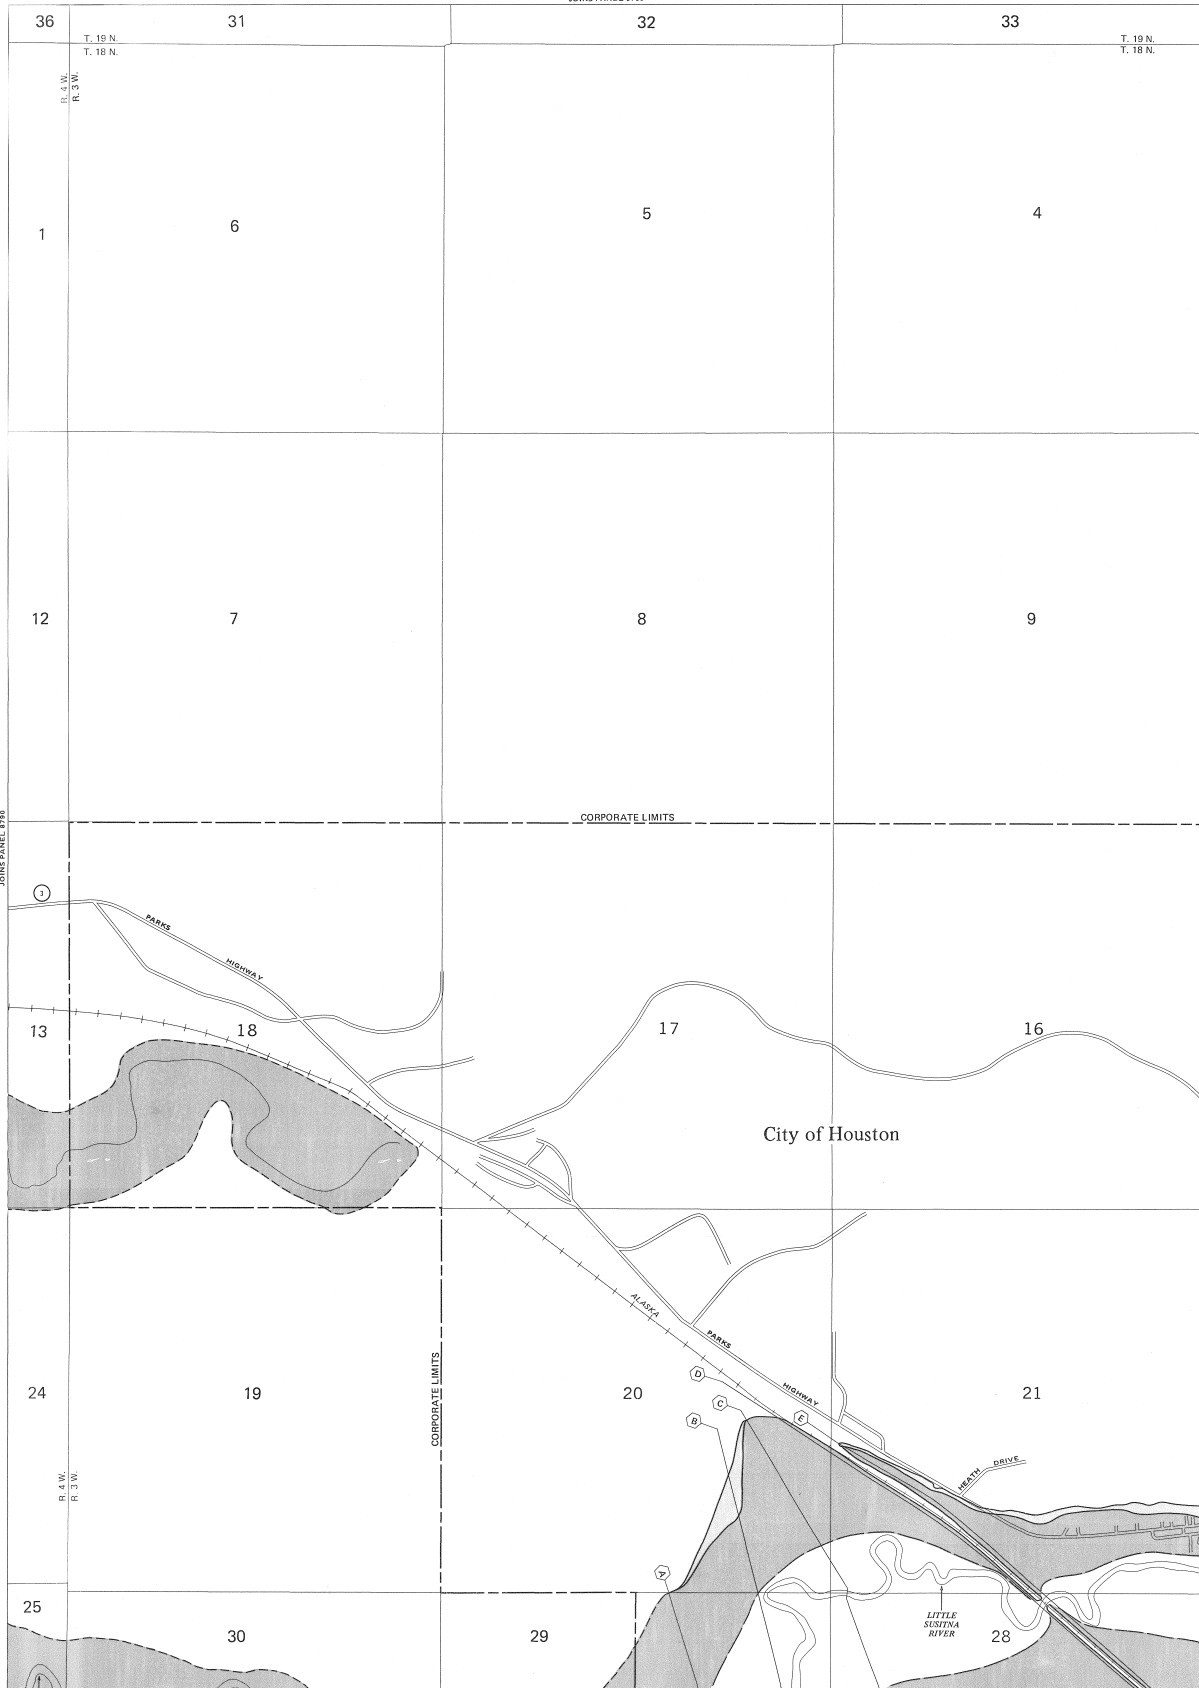 36 31 32 33
T. 19 N. T. 19 N.
T. 18 N. T. 18 N.
R. 4 W.
R. 3 W.
1 6 5 4
12 7 8 9
CORPORATE LIMITS
JOINS PANEL 8790
3
PARKS
HIGHWAY
13 18 17 16
City of Houston
ALASKA
PARKS
HIGHWAY
CORPORATE LIMITS
24 19 20 21
D
C
B
E
HEATH DRIVE
R. 4 W.
R. 3 W.
A
25 30 29 28
LITTLE
SUSITNA
RIVER